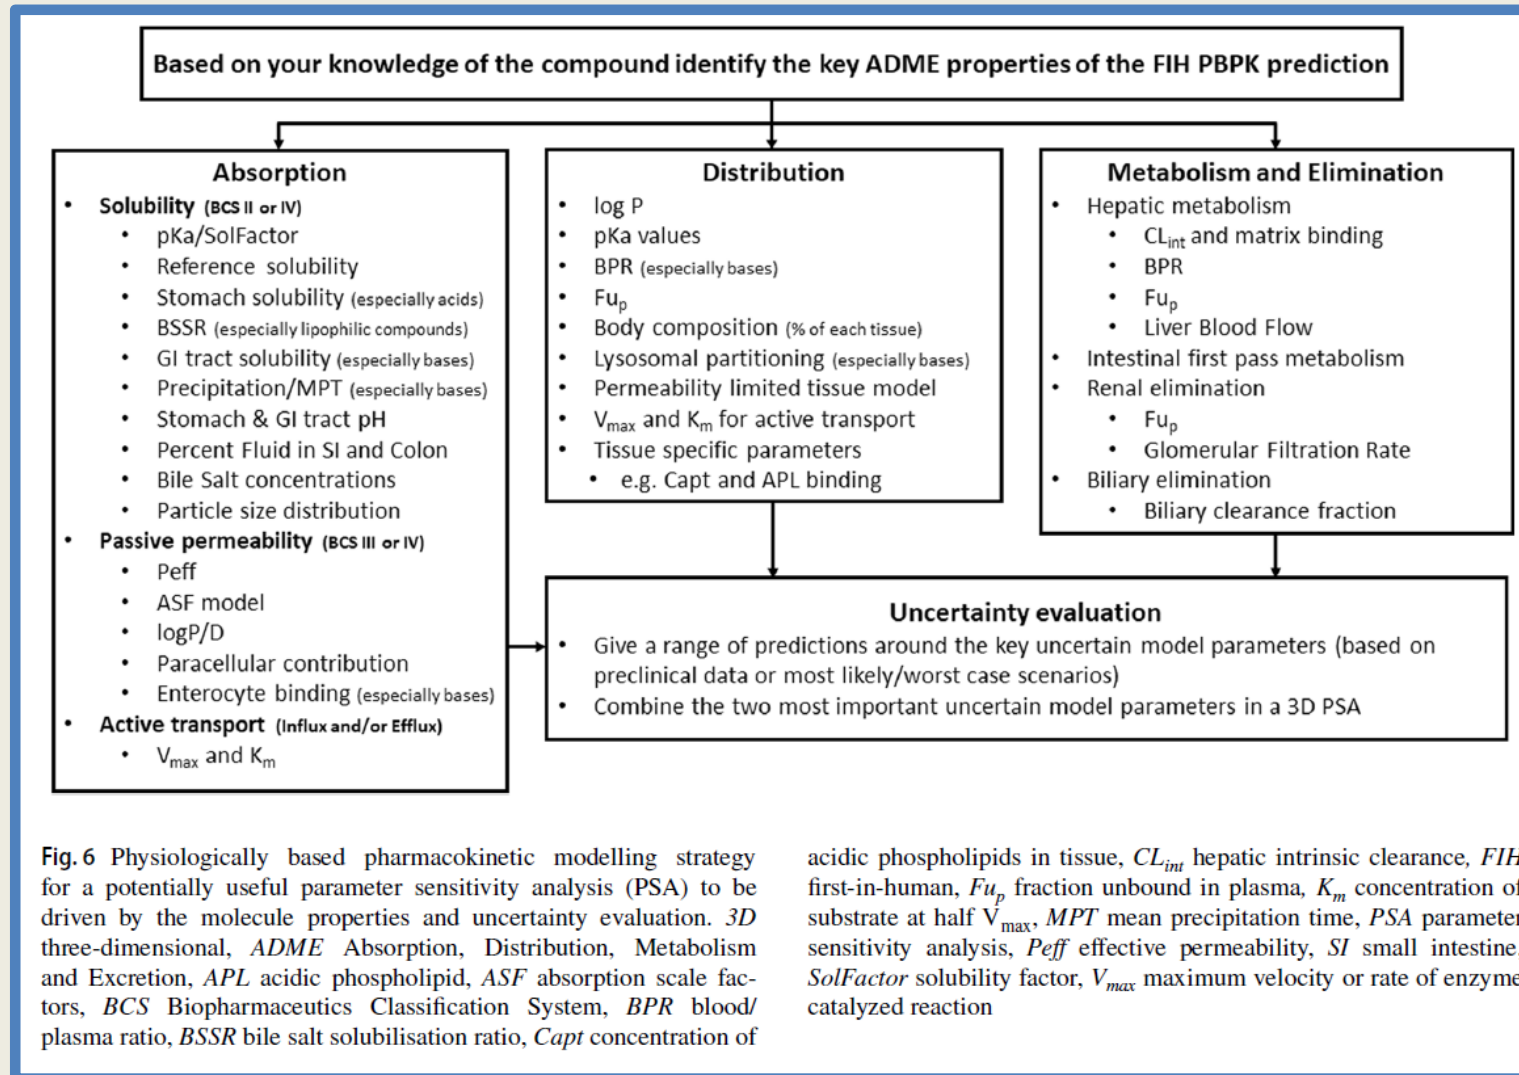 Based on your knowledge of the compound identify the key ADME properties of the FIH PBPK prediction
Absorption
• Solubility (BCS II or IV)
• pKa/SolFactor
• Reference solubility
• Stomach solubility (especially acids)
• BSSR (especially lipophilic compounds)
• GI tract solubility (especially bases)
• Precipitation/MPT (especially bases)
• Stomach & GI tract pH
• Percent Fluid in SI and Colon
• Bile Salt concentrations
• Particle size distribution
• Passive permeability (BCS III or IV)
• Peff
• ASF model
• logP/D
• Paracellular contribution
• Enterocyte binding (especially bases)
• Active transport (Influx and/or Efflux)
• Vmax and Km
Distribution
• log P
• pKa values
• BPR (especially bases)
• Fup
• Body composition (% of each tissue)
• Lysosomal partitioning (especially bases)
• Permeability limited tissue model
• Vmax and Km for active transport
• Tissue specific parameters
• e.g. Capt and APL binding
Metabolism and Elimination
• Hepatic metabolism
• CLint and matrix binding
• BPR
• Fup
• Liver Blood Flow
• Intestinal first pass metabolism
• Renal elimination
• Fup
• Glomerular Filtration Rate
• Biliary elimination
• Biliary clearance fraction
Uncertainty evaluation
• Give a range of predictions around the key uncertain model parameters (based on
preclinical data or most likely/worst case scenarios)
• Combine the two most important uncertain model parameters in a 3D PSA
Fig. 6 Physiologically based pharmacokinetic modelling strategy
for a potentially useful parameter sensitivity analysis (PSA) to be
driven by the molecule properties and uncertainty evaluation. 3D
three-dimensional, ADME Absorption, Distribution, Metabolism
and Excretion, APL acidic phospholipid, ASF absorption scale fac-
tors, BCS Biopharmaceutics Classification System, BPR blood/
plasma ratio, BSSR bile salt solubilisation ratio, Capt concentration of
acidic phospholipids in tissue, CLint hepatic intrinsic clearance, FIH
first-in-human, Fup fraction unbound in plasma, Km concentration of
substrate at half Vmax, MPT mean precipitation time, PSA parameter
sensitivity analysis, Peff effective permeability, SI small intestine,
SolFactor solubility factor, Vmax maximum velocity or rate of enzyme
catalyzed reaction